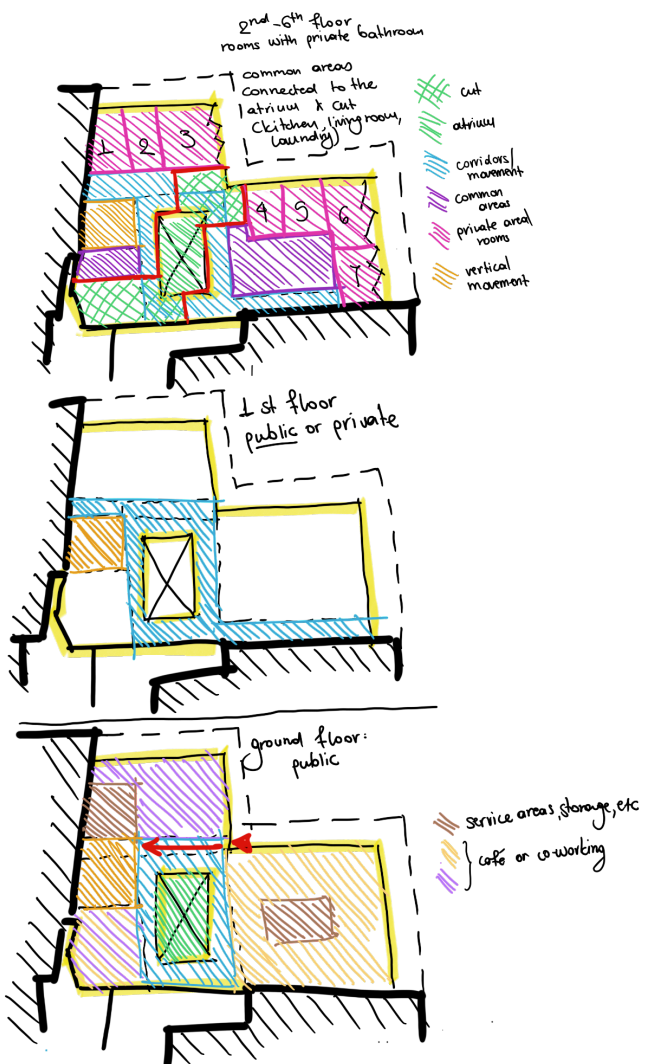 2nd-6th floor
rooms with private bathroom
common areas
connected to the
atrium & cut
(kitchen, living room,
laundry)
cut
atrium
corridors/
movement
common
areas
private area/
rooms
vertical
movement
1 2 3
4 5 6
7
1st floor
public or private
ground floor:
public
service areas, storage, etc
café or co-working